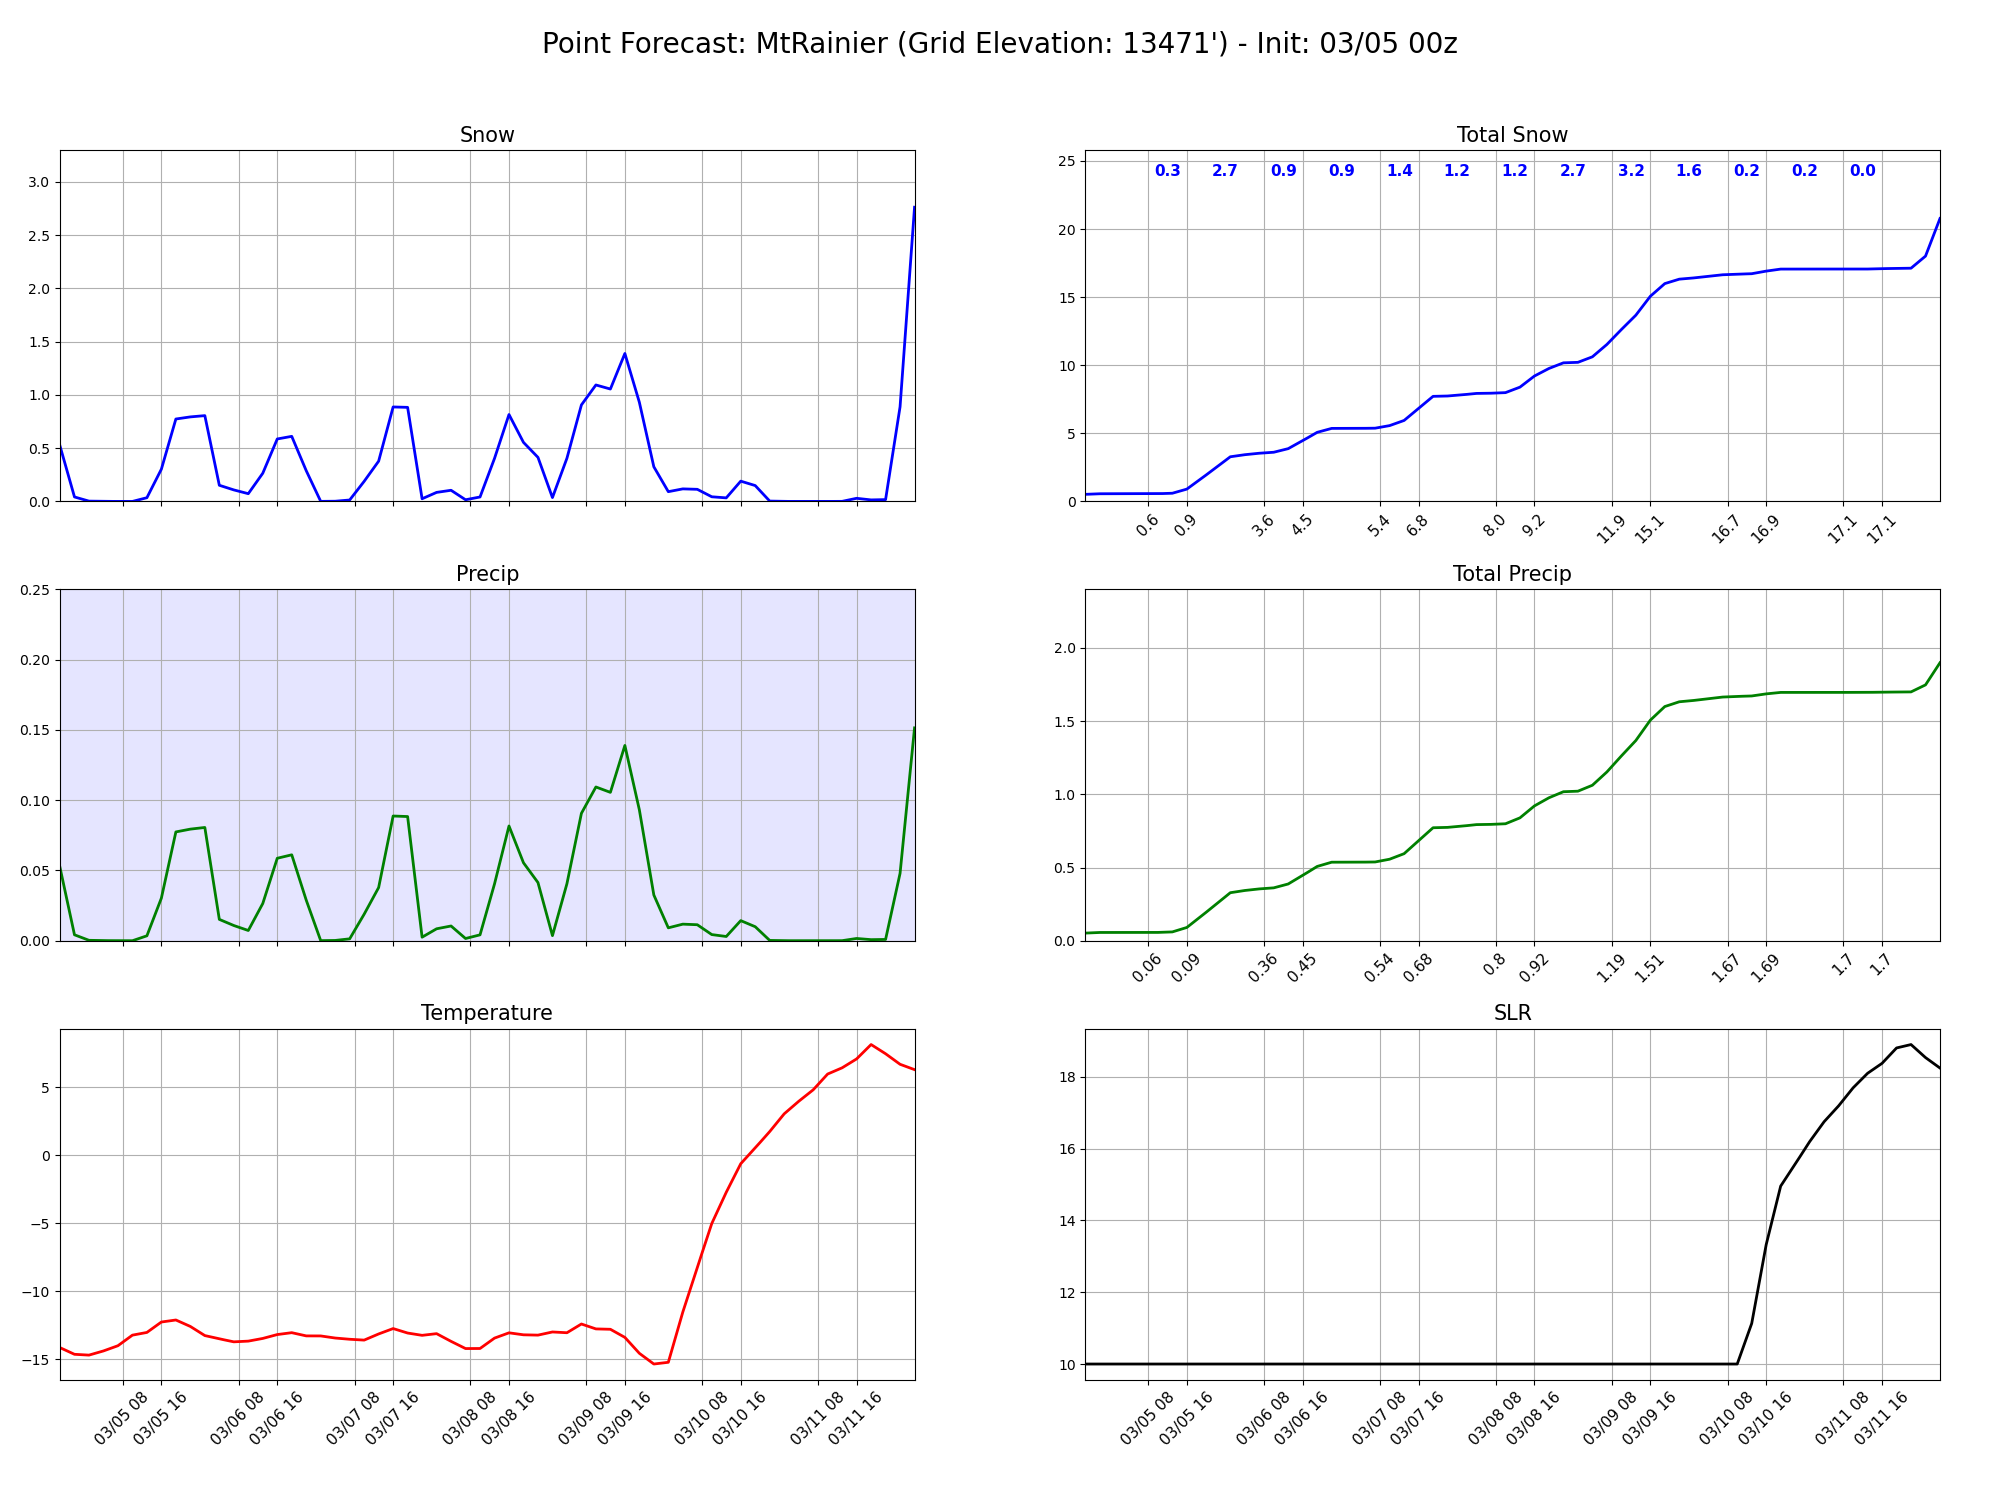 Point Forecast: MtRainier (Grid Elevation: 13471') - Init: 03/05 00z
Snow
3.0
2.5
2.0
1.5
1.0
0.5
0.0
Total Snow
0.3 2.7 0.9 0.9 1.4 1.2 1.2 2.7 3.2 1.6 0.2 0.2 0.0
25
20
15
10
5
0
0.6 0.9 3.6 4.5 5.4 6.8 8.0 9.2 11.9 15.1 16.7 16.9 17.1 17.1
Precip
0.25
0.20
0.15
0.10
0.05
0.00
Total Precip
2.0
1.5
1.0
0.5
0.0
0.06 0.09 0.36 0.45 0.54 0.68 0.8 0.92 1.19 1.51 1.67 1.69 1.7 1.7
Temperature
5
0
−5
−10
−15
03/05 08 03/05 16 03/06 08 03/06 16 03/07 08 03/07 16 03/08 08 03/08 16 03/09 08 03/09 16 03/10 08 03/10 16 03/11 08 03/11 16
SLR
18
16
14
12
10
03/05 08 03/05 16 03/06 08 03/06 16 03/07 08 03/07 16 03/08 08 03/08 16 03/09 08 03/09 16 03/10 08 03/10 16 03/11 08 03/11 16